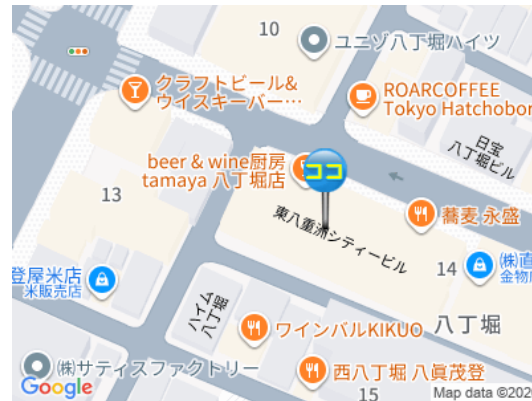 10
ユニゾ八丁堀ハイツ
クラフトビール&
ウイスキーバー…
ROARCOFFEE
Tokyo Hatchobor
日宝
八丁堀ビル
beer & wine厨房
tamaya 八丁堀店
ココ
13
東八重洲シティービル
蕎麦 永盛
登屋米店
米販売店
14
(株)直
金物
ハイム
八丁堀
八丁堀
ワインバルKIKUO
(株)サティスファクトリー
西八丁堀 八眞茂登
15
Google
Map data ©202